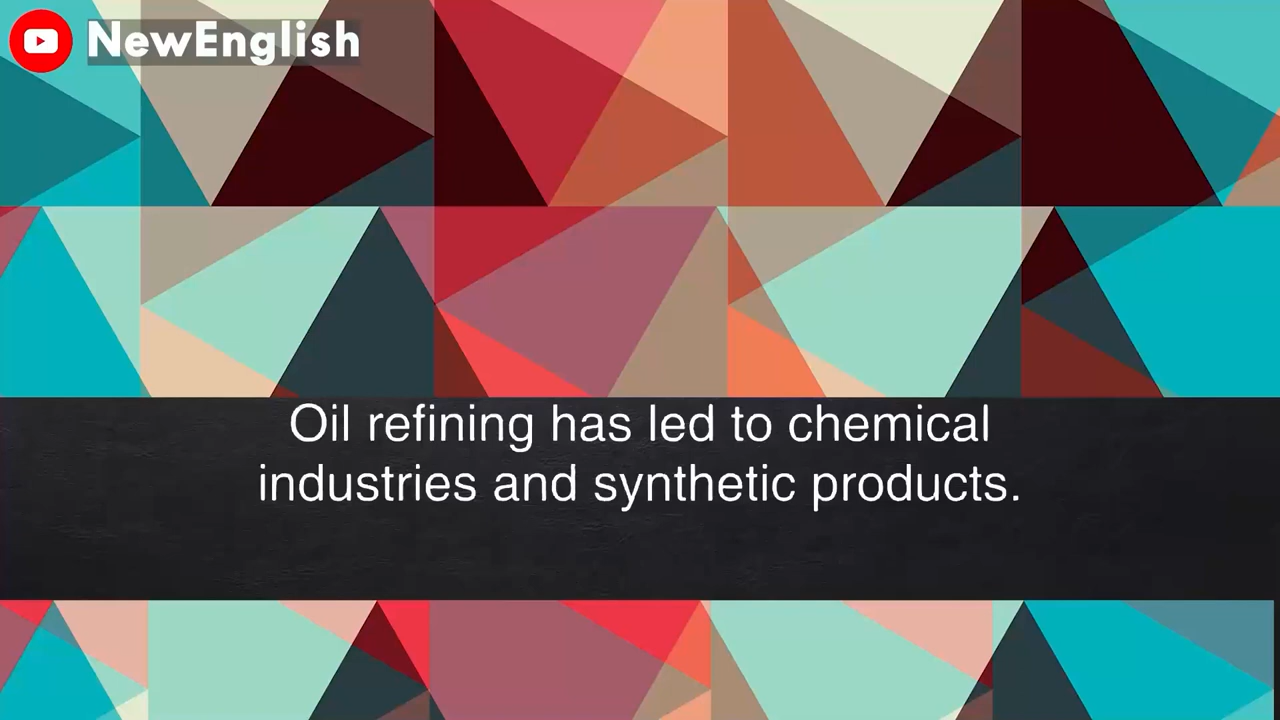 NewEnglish
Oil refining has led to chemical
industries and synthetic products.